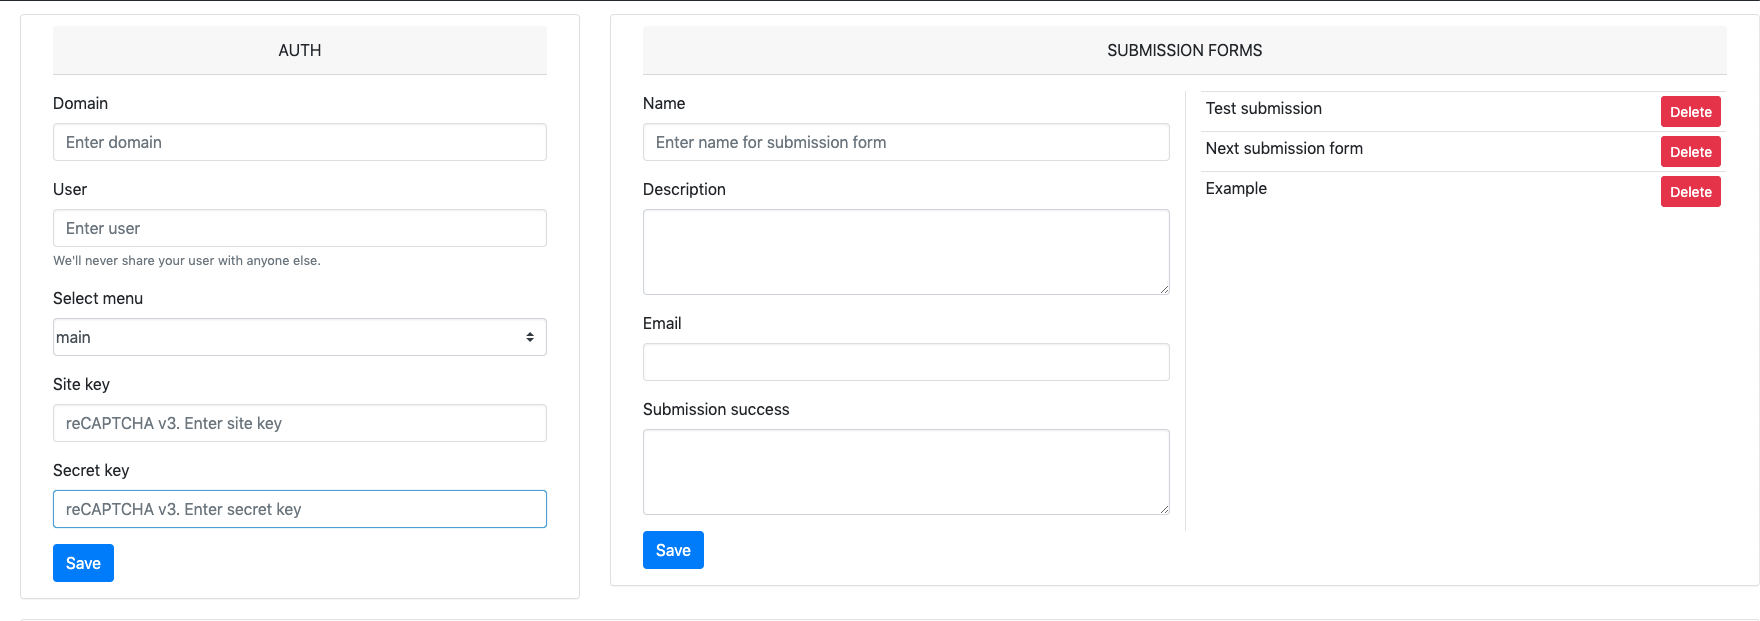 AUTH
Domain
Enter domain
User
Enter user
We'll never share your user with anyone else.
Select menu
main
Site key
reCAPTCHA v3. Enter site key
Secret key
reCAPTCHA v3. Enter secret key
Save
SUBMISSION FORMS
Name
Enter name for submission form
Description
Email
Submission success
Save
Test submission Delete
Next submission form Delete
Example Delete